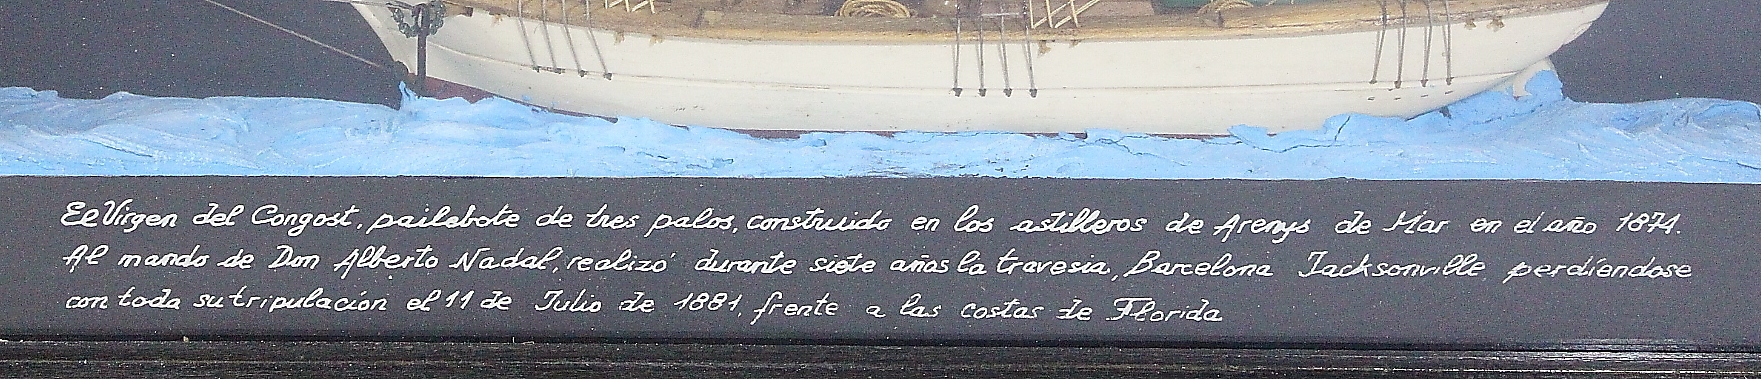 El Virgen del Congost, pailebote de tres palos, construido en los astilleros de Arenys de Mar en el año 1874.
Al mando de Don Alberto Nadal, realizó durante siete años la travesia, Barcelona Jacksonville perdíendose
con toda su tripulación el 11 de Julio de 1881, frente a las costas de Florida